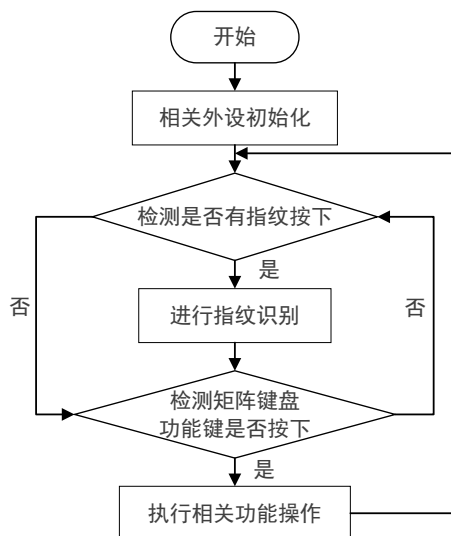 开始
相关外设初始化
检测是否有指纹按下
是
否
进行指纹识别
否
检测矩阵键盘
功能键是否按下
是
执行相关功能操作